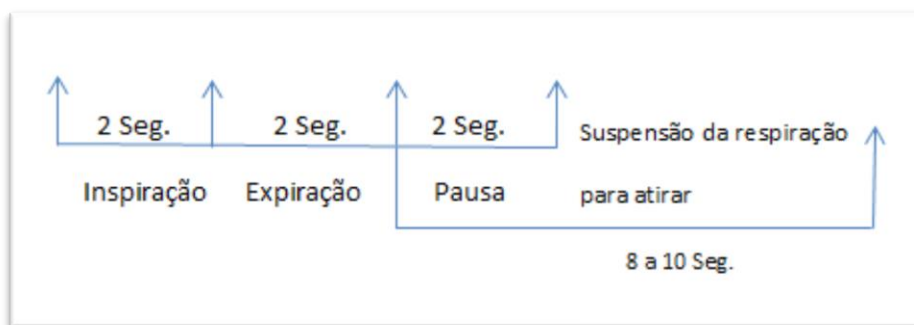 2 Seg. 2 Seg. 2 Seg. Suspensão da respiração
Inspiração Expiração Pausa para atirar
8 a 10 Seg.